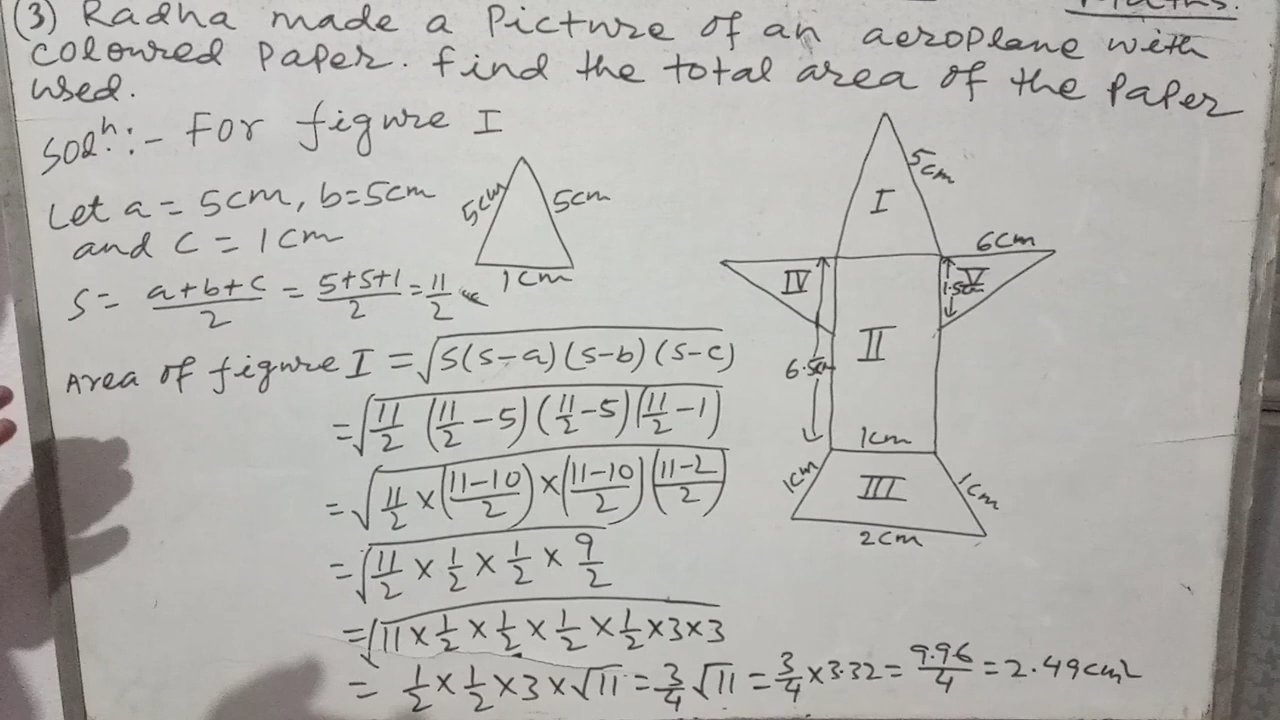 Maths.
(3) Radha made a Picture of an aeroplane with
coloured Paper. find the total area of the Paper
used.
Solⁿ:- For figure I
Let a = 5cm, b=5cm
and c = 1cm
5cm
5cm
1cm
S= a+b+c/2 = 5+5+1/2 = 11/2
Area of figure I = √S(S-a)(S-b)(S-c)
= √11/2 (11/2 -5) (11/2 -5) (11/2 -1)
= √11/2 × (11-10/2) × (11-10/2) (11-2/2)
= √11/2 × 1/2 × 1/2 × 9/2
= √11 × 1/2 × 1/2 × 1/2 × 1/2 × 3 × 3
= 1/2 × 1/2 × 3 × √11 = 3/4 √11 = 3/4 × 3.32 = 9.96/4 = 2.49cm²
5cm
I
6cm
IV
V
1.5cm
II
6.5cm
1cm
1cm
III
1cm
2cm